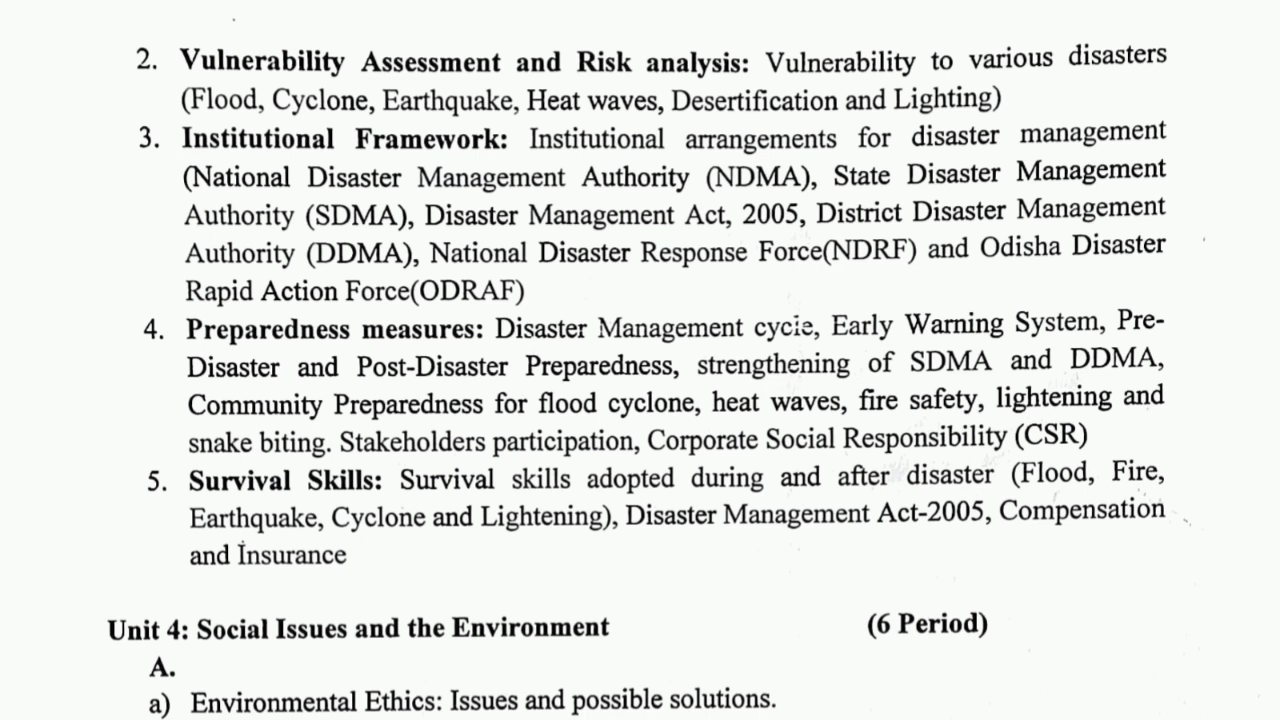 2. Vulnerability Assessment and Risk analysis: Vulnerability to various disasters
(Flood, Cyclone, Earthquake, Heat waves, Desertification and Lighting)
3. Institutional Framework: Institutional arrangements for disaster management
(National Disaster Management Authority (NDMA), State Disaster Management
Authority (SDMA), Disaster Management Act, 2005, District Disaster Management
Authority (DDMA), National Disaster Response Force(NDRF) and Odisha Disaster
Rapid Action Force(ODRAF)
4. Preparedness measures: Disaster Management cycle, Early Warning System, Pre-
Disaster and Post-Disaster Preparedness, strengthening of SDMA and DDMA,
Community Preparedness for flood cyclone, heat waves, fire safety, lightening and
snake biting. Stakeholders participation, Corporate Social Responsibility (CSR)
5. Survival Skills: Survival skills adopted during and after disaster (Flood, Fire,
Earthquake, Cyclone and Lightening), Disaster Management Act-2005, Compensation
and Insurance
Unit 4: Social Issues and the Environment (6 Period)
A.
a) Environmental Ethics: Issues and possible solutions.